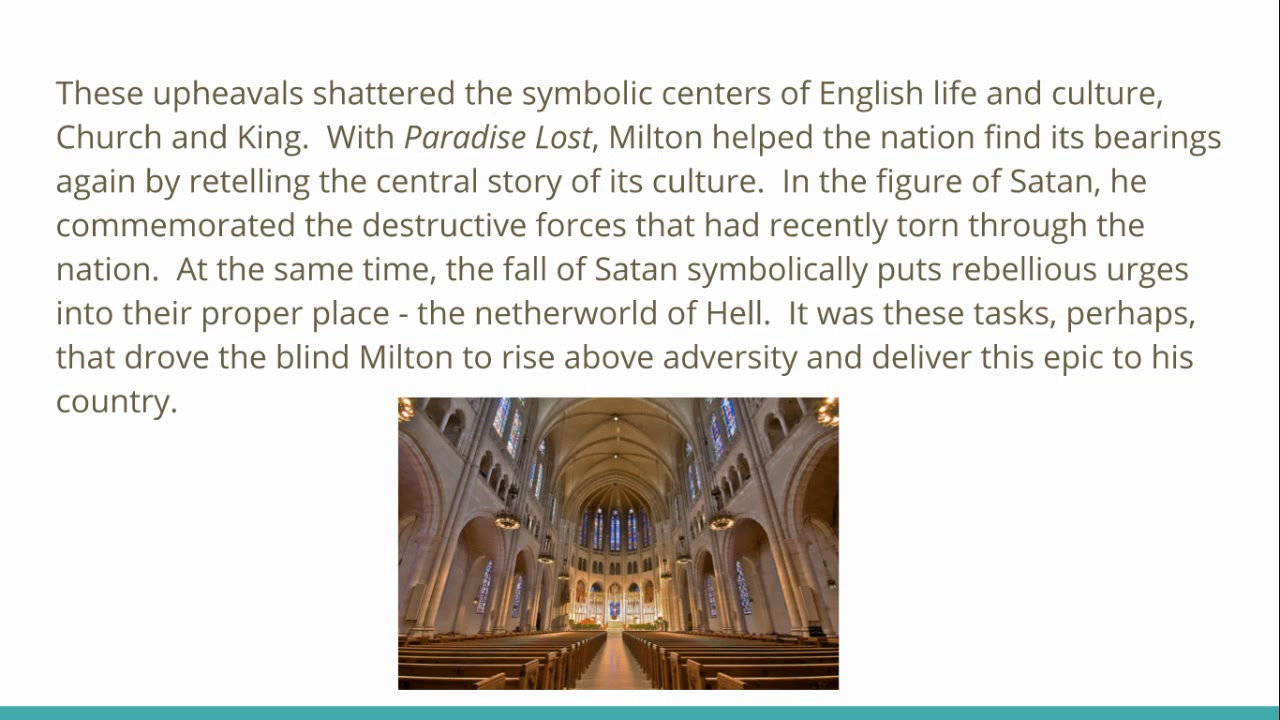 These upheavals shattered the symbolic centers of English life and culture,
Church and King.  With Paradise Lost, Milton helped the nation find its bearings
again by retelling the central story of its culture.  In the figure of Satan, he
commemorated the destructive forces that had recently torn through the
nation.  At the same time, the fall of Satan symbolically puts rebellious urges
into their proper place - the netherworld of Hell.  It was these tasks, perhaps,
that drove the blind Milton to rise above adversity and deliver this epic to his
country.